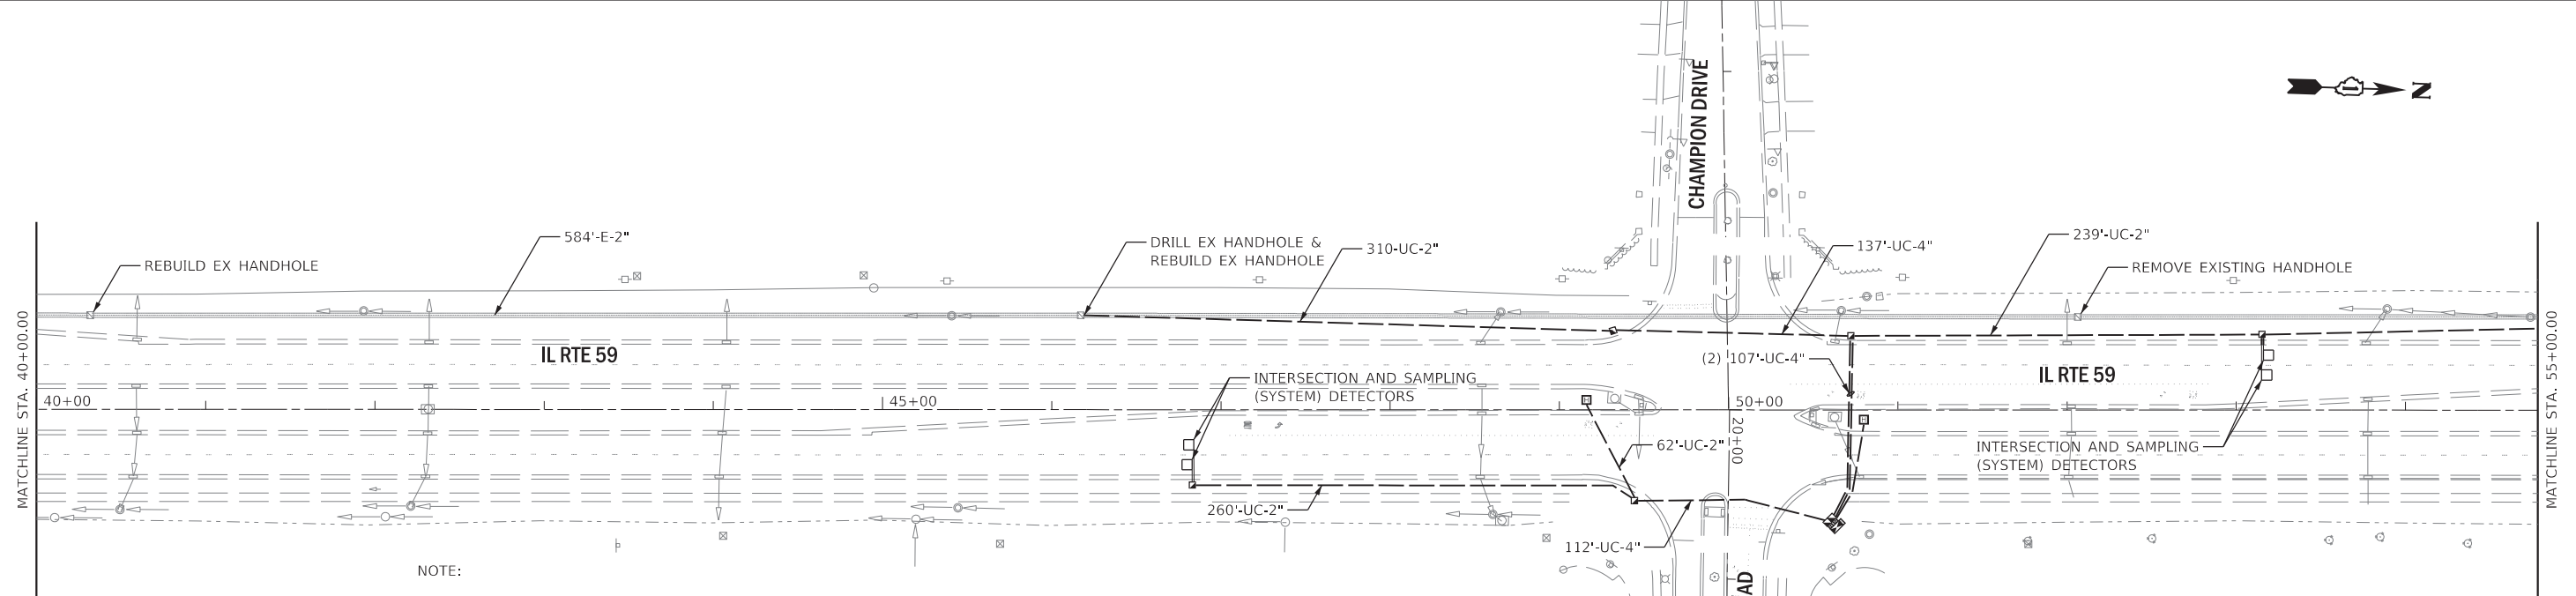 CHAMPION DRIVE
N
584'-E-2"
REBUILD EX HANDHOLE
DRILL EX HANDHOLE &
REBUILD EX HANDHOLE
310-UC-2"
137'-UC-4"
239'-UC-2"
REMOVE EXISTING HANDHOLE
MATCHLINE STA. 40+00.00
IL RTE 59
(2) 107'-UC-4"
IL RTE 59
MATCHLINE STA. 55+00.00
INTERSECTION AND SAMPLING
(SYSTEM) DETECTORS
40+00
45+00
50+00
20+00
62'-UC-2"
INTERSECTION AND SAMPLING
(SYSTEM) DETECTORS
260'-UC-2"
112'-UC-4"
NOTE:
AD